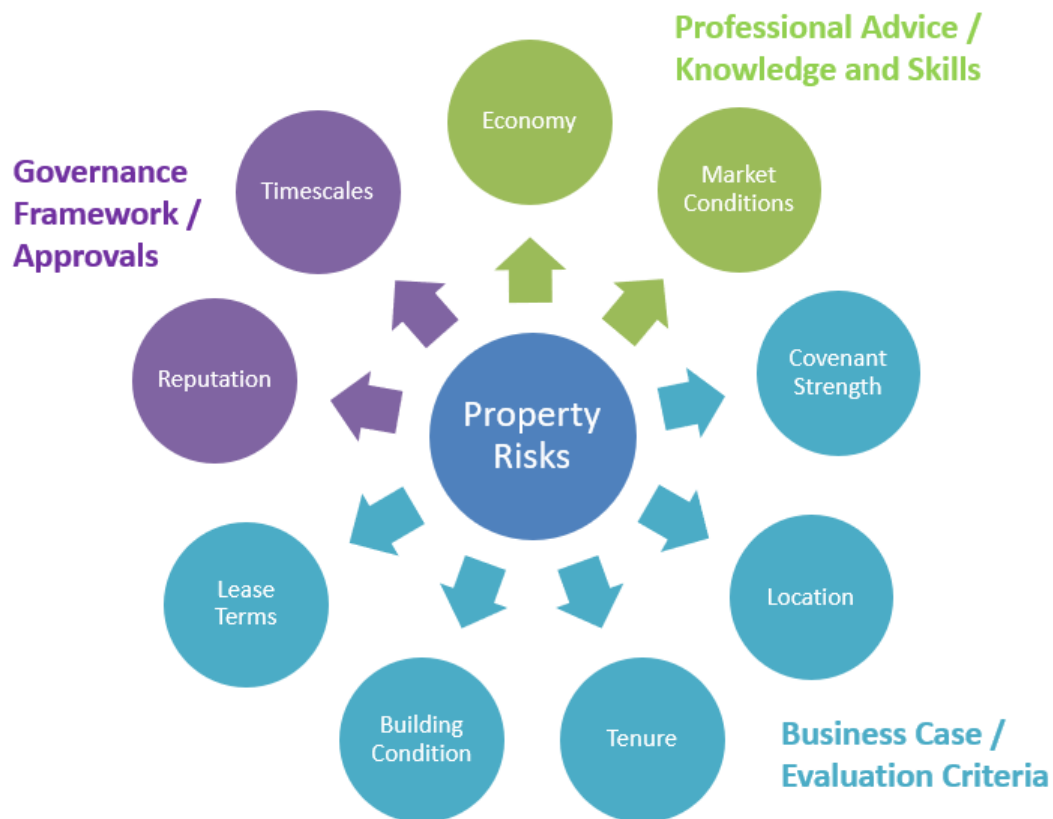 Professional Advice /
Knowledge and Skills
Economy
Market
Conditions
Governance
Framework /
Approvals
Timescales
Covenant
Strength
Reputation
Property
Risks
Lease
Terms
Location
Building
Condition
Tenure
Business Case /
Evaluation Criteria